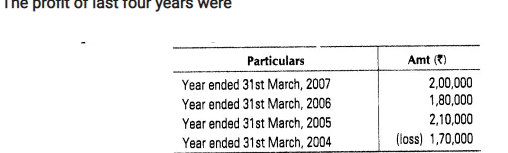 The profit of last four years were
Particulars Amt (₹)
Year ended 31st March, 2007 2,00,000
Year ended 31st March, 2006 1,80,000
Year ended 31st March, 2005 2,10,000
Year ended 31st March, 2004 (loss) 1,70,000